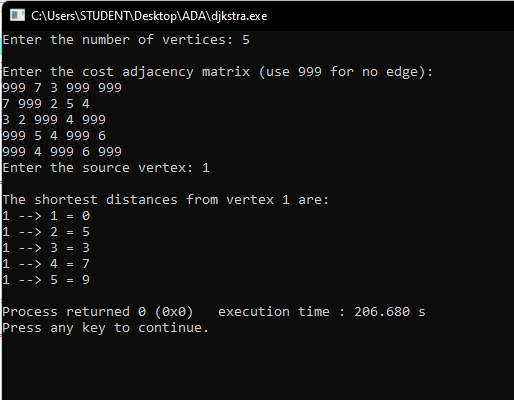 C:\Users\STUDENT\Desktop\ADA\djkstra.exe
Enter the number of vertices: 5
Enter the cost adjacency matrix (use 999 for no edge):
999 7 3 999 999
7 999 2 5 4
3 2 999 4 999
999 5 4 999 6
999 4 999 6 999
Enter the source vertex: 1
The shortest distances from vertex 1 are:
1 --> 1 = 0
1 --> 2 = 5
1 --> 3 = 3
1 --> 4 = 7
1 --> 5 = 9
Process returned 0 (0x0)   execution time : 206.680 s
Press any key to continue.